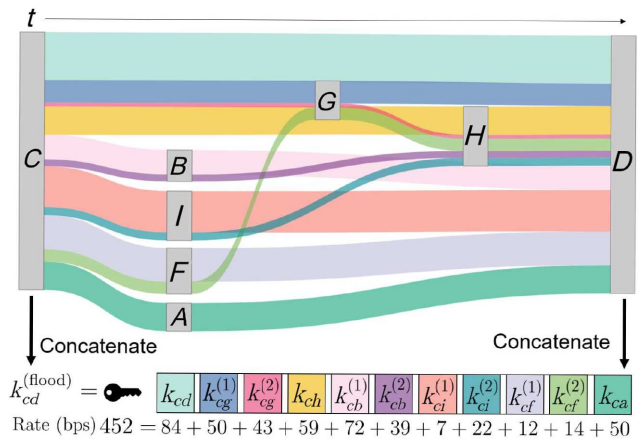 t
G
H
C
B
D
I
F
A
Concatenate Concatenate
k_{cd}^{(flood)} = k_{cd} k_{cg}^{(1)} k_{cg}^{(2)} k_{ch} k_{cb}^{(1)} k_{cb}^{(2)} k_{ci}^{(1)} k_{ci}^{(2)} k_{cf}^{(1)} k_{cf}^{(2)} k_{ca}
Rate (bps) 452 = 84 + 50 + 43 + 59 + 72 + 39 + 7 + 22 + 12 + 14 + 50